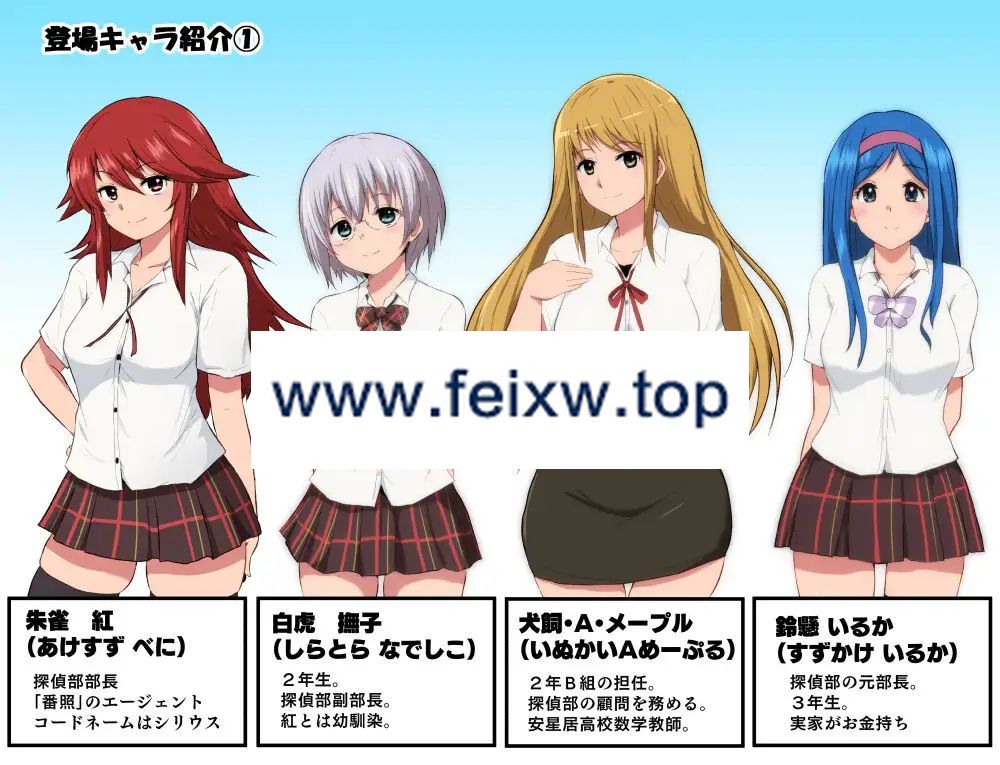 登場キャラ紹介①
www.feixw.top
朱雀 紅
(あけすず べに)
探偵部部長
「番照」のエージェント
コードネームはシリウス
白虎 撫子
(しらとら なでしこ)
２年生。
探偵部副部長。
紅とは幼馴染。
犬飼・A・メープル
(いぬかいAめーぷる)
２年Ｂ組の担任。
探偵部の顧問を務める。
安星居高校数学教師。
鈴懸 いるか
(すずかけ いるか)
探偵部の元部長。
３年生。
実家がお金持ち